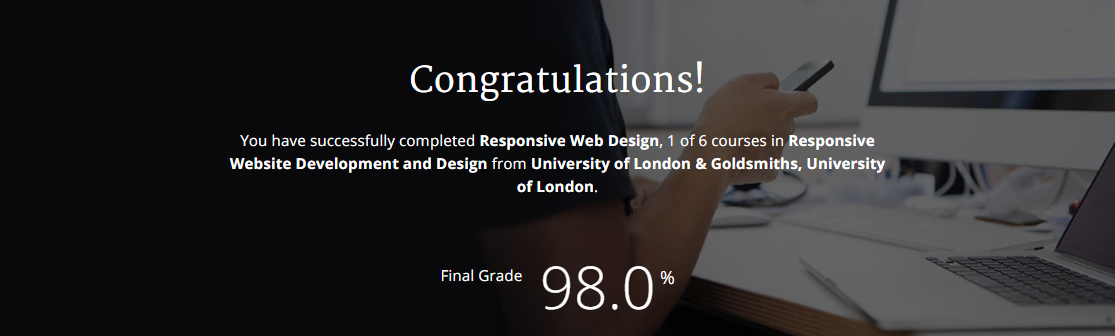 Congratulations!
You have successfully completed Responsive Web Design, 1 of 6 courses in Responsive
Website Development and Design from University of London & Goldsmiths, University
of London.
Final Grade 98.0 %